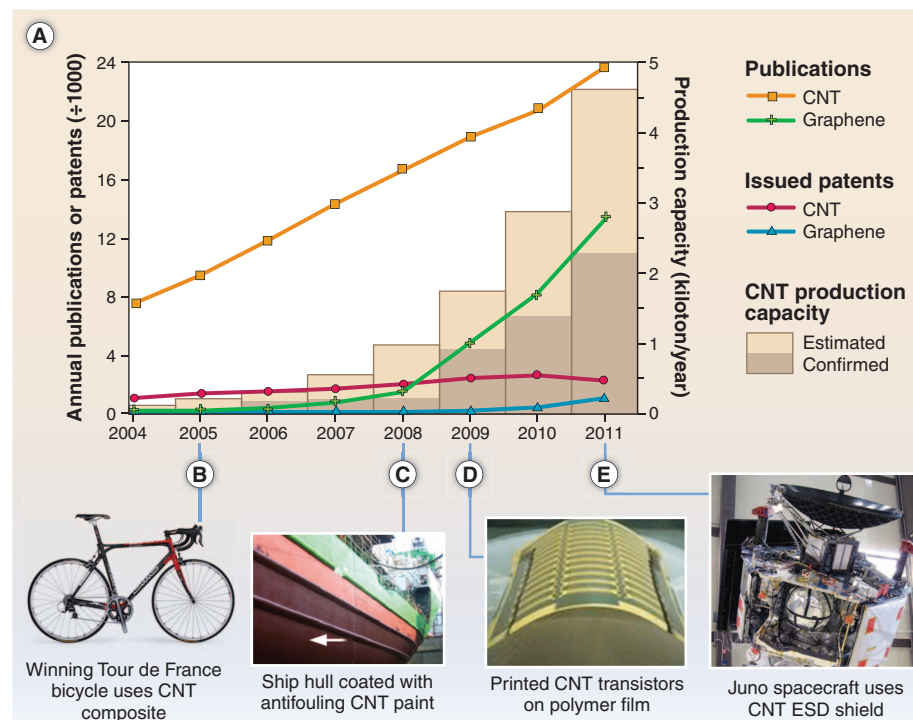 A
Annual publications or patents (÷1000)
24
20
16
12
8
4
0
5
4
3
2
1
0
Production capacity (kiloton/year)
2004 2005 2006 2007 2008 2009 2010 2011
Publications
CNT
Graphene
Issued patents
CNT
Graphene
CNT production
capacity
Estimated
Confirmed
B
C
D
E
Winning Tour de France
bicycle uses CNT
composite
Ship hull coated with
antifouling CNT paint
Printed CNT transistors
on polymer film
Juno spacecraft uses
CNT ESD shield